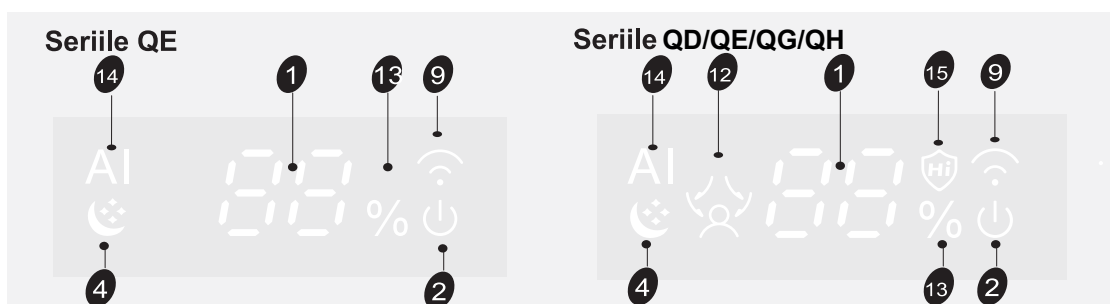 Seriile QE
Seriile QD/QE/QG/QH
14 1 13 9
14 12 1 15 9
AI 88 % 
AI 88 Hi %
4 2
4 13 2